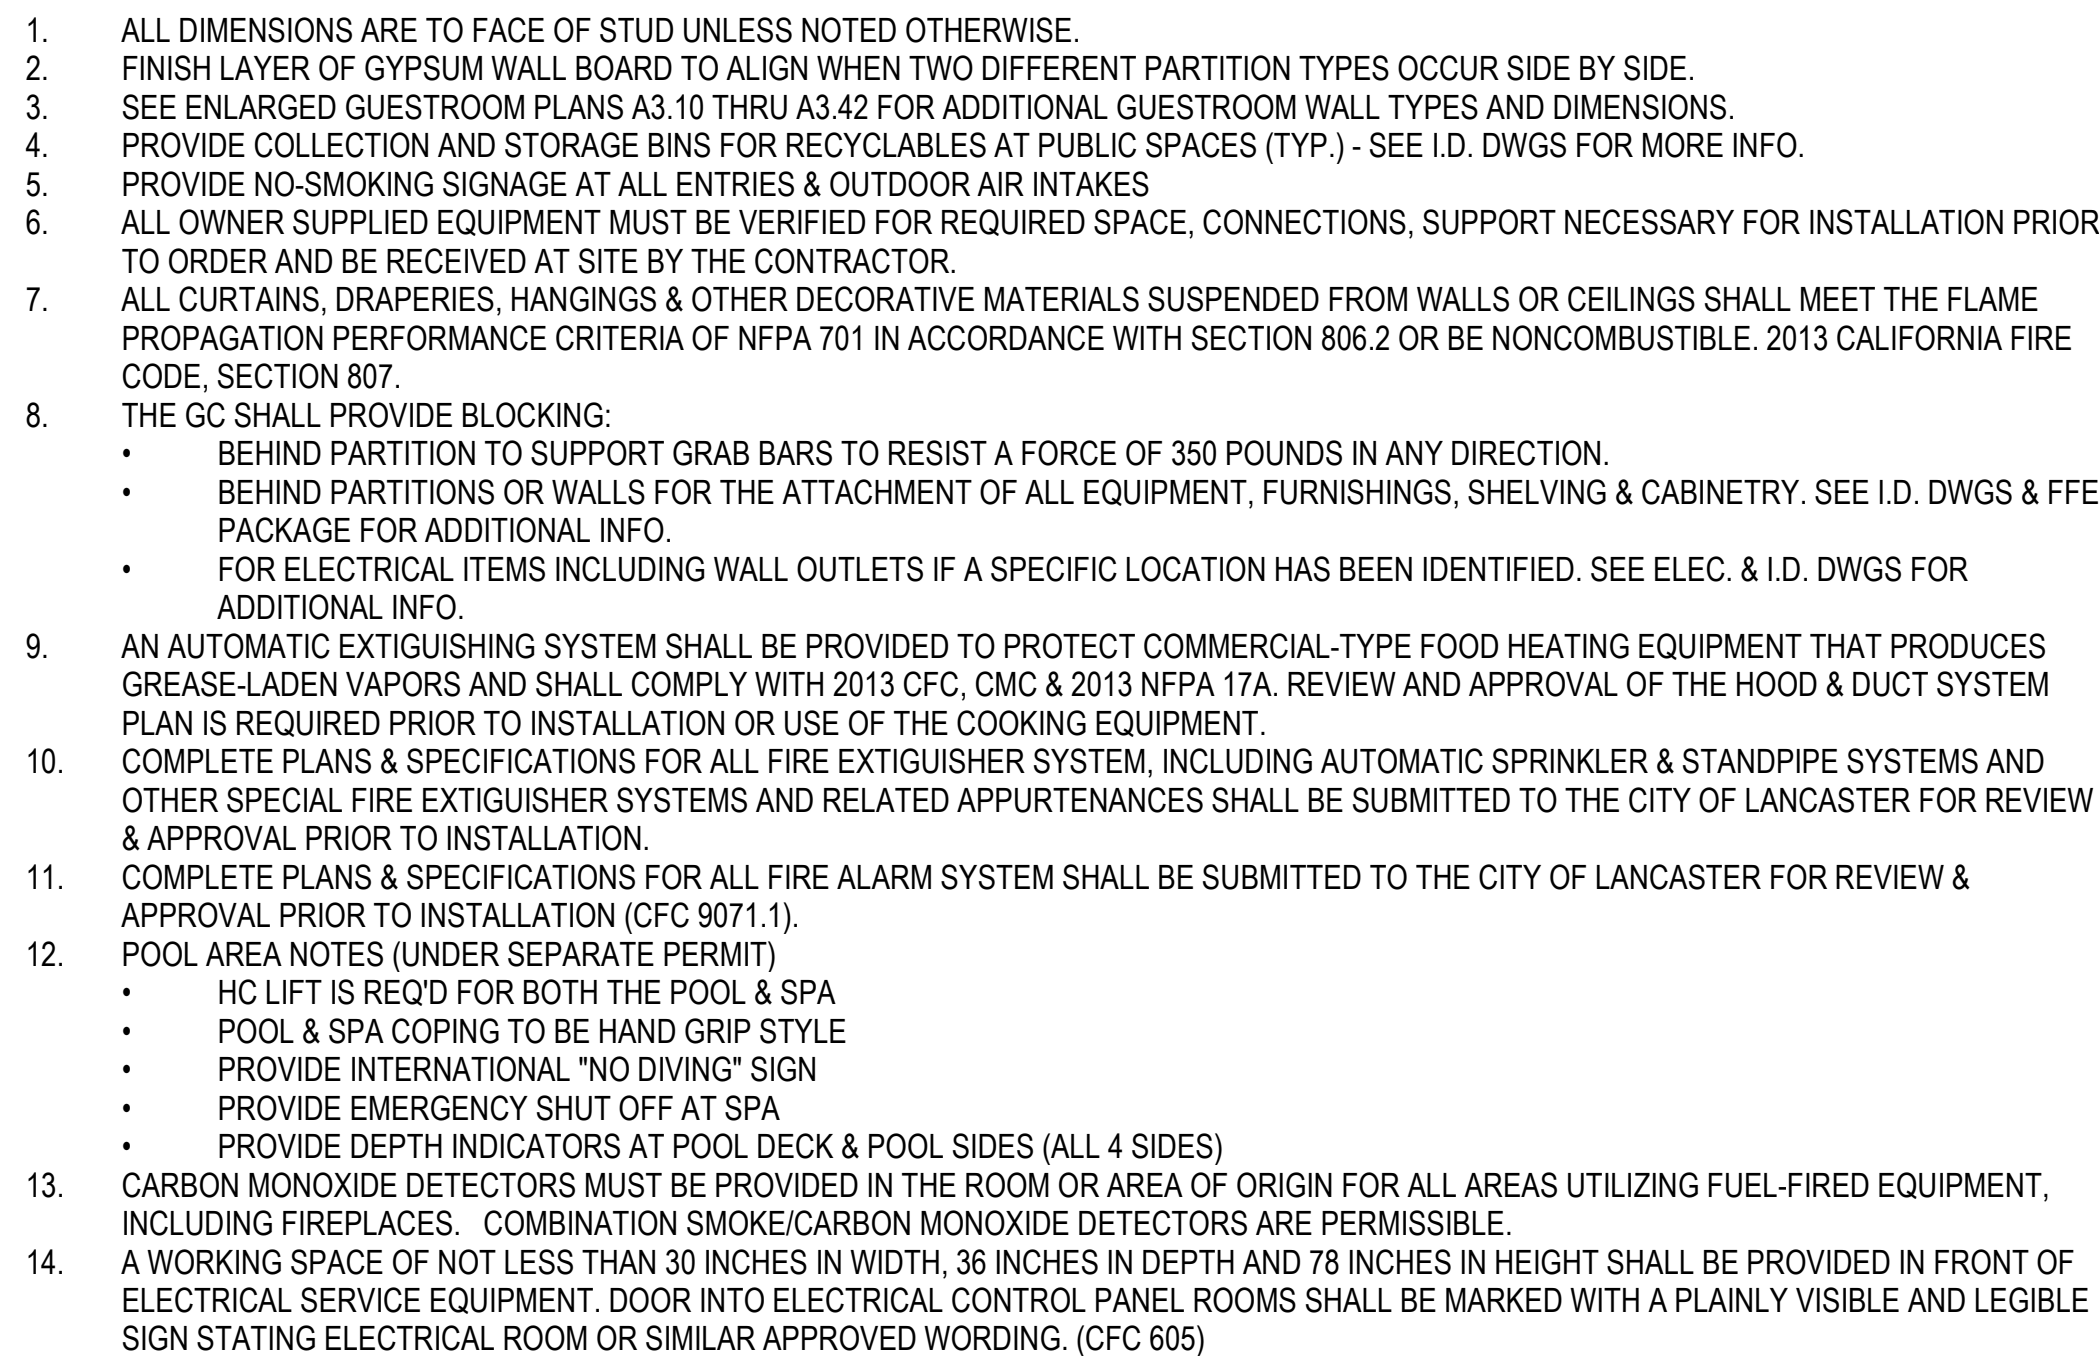 1. ALL DIMENSIONS ARE TO FACE OF STUD UNLESS NOTED OTHERWISE.
2. FINISH LAYER OF GYPSUM WALL BOARD TO ALIGN WHEN TWO DIFFERENT PARTITION TYPES OCCUR SIDE BY SIDE.
3. SEE ENLARGED GUESTROOM PLANS A3.10 THRU A3.42 FOR ADDITIONAL GUESTROOM WALL TYPES AND DIMENSIONS.
4. PROVIDE COLLECTION AND STORAGE BINS FOR RECYCLABLES AT PUBLIC SPACES (TYP.) - SEE I.D. DWGS FOR MORE INFO.
5. PROVIDE NO-SMOKING SIGNAGE AT ALL ENTRIES & OUTDOOR AIR INTAKES
6. ALL OWNER SUPPLIED EQUIPMENT MUST BE VERIFIED FOR REQUIRED SPACE, CONNECTIONS, SUPPORT NECESSARY FOR INSTALLATION PRIOR
TO ORDER AND BE RECEIVED AT SITE BY THE CONTRACTOR.
7. ALL CURTAINS, DRAPERIES, HANGINGS & OTHER DECORATIVE MATERIALS SUSPENDED FROM WALLS OR CEILINGS SHALL MEET THE FLAME
PROPAGATION PERFORMANCE CRITERIA OF NFPA 701 IN ACCORDANCE WITH SECTION 806.2 OR BE NONCOMBUSTIBLE. 2013 CALIFORNIA FIRE
CODE, SECTION 807.
8. THE GC SHALL PROVIDE BLOCKING:
• BEHIND PARTITION TO SUPPORT GRAB BARS TO RESIST A FORCE OF 350 POUNDS IN ANY DIRECTION.
• BEHIND PARTITIONS OR WALLS FOR THE ATTACHMENT OF ALL EQUIPMENT, FURNISHINGS, SHELVING & CABINETRY. SEE I.D. DWGS & FFE
PACKAGE FOR ADDITIONAL INFO.
• FOR ELECTRICAL ITEMS INCLUDING WALL OUTLETS IF A SPECIFIC LOCATION HAS BEEN IDENTIFIED. SEE ELEC. & I.D. DWGS FOR
ADDITIONAL INFO.
9. AN AUTOMATIC EXTIGUISHING SYSTEM SHALL BE PROVIDED TO PROTECT COMMERCIAL-TYPE FOOD HEATING EQUIPMENT THAT PRODUCES
GREASE-LADEN VAPORS AND SHALL COMPLY WITH 2013 CFC, CMC & 2013 NFPA 17A. REVIEW AND APPROVAL OF THE HOOD & DUCT SYSTEM
PLAN IS REQUIRED PRIOR TO INSTALLATION OR USE OF THE COOKING EQUIPMENT.
10. COMPLETE PLANS & SPECIFICATIONS FOR ALL FIRE EXTIGUISHER SYSTEM, INCLUDING AUTOMATIC SPRINKLER & STANDPIPE SYSTEMS AND
OTHER SPECIAL FIRE EXTIGUISHER SYSTEMS AND RELATED APPURTENANCES SHALL BE SUBMITTED TO THE CITY OF LANCASTER FOR REVIEW
& APPROVAL PRIOR TO INSTALLATION.
11. COMPLETE PLANS & SPECIFICATIONS FOR ALL FIRE ALARM SYSTEM SHALL BE SUBMITTED TO THE CITY OF LANCASTER FOR REVIEW &
APPROVAL PRIOR TO INSTALLATION (CFC 9071.1).
12. POOL AREA NOTES (UNDER SEPARATE PERMIT)
• HC LIFT IS REQ'D FOR BOTH THE POOL & SPA
• POOL & SPA COPING TO BE HAND GRIP STYLE
• PROVIDE INTERNATIONAL "NO DIVING" SIGN
• PROVIDE EMERGENCY SHUT OFF AT SPA
• PROVIDE DEPTH INDICATORS AT POOL DECK & POOL SIDES (ALL 4 SIDES)
13. CARBON MONOXIDE DETECTORS MUST BE PROVIDED IN THE ROOM OR AREA OF ORIGIN FOR ALL AREAS UTILIZING FUEL-FIRED EQUIPMENT,
INCLUDING FIREPLACES. COMBINATION SMOKE/CARBON MONOXIDE DETECTORS ARE PERMISSIBLE.
14. A WORKING SPACE OF NOT LESS THAN 30 INCHES IN WIDTH, 36 INCHES IN DEPTH AND 78 INCHES IN HEIGHT SHALL BE PROVIDED IN FRONT OF
ELECTRICAL SERVICE EQUIPMENT. DOOR INTO ELECTRICAL CONTROL PANEL ROOMS SHALL BE MARKED WITH A PLAINLY VISIBLE AND LEGIBLE
SIGN STATING ELECTRICAL ROOM OR SIMILAR APPROVED WORDING. (CFC 605)